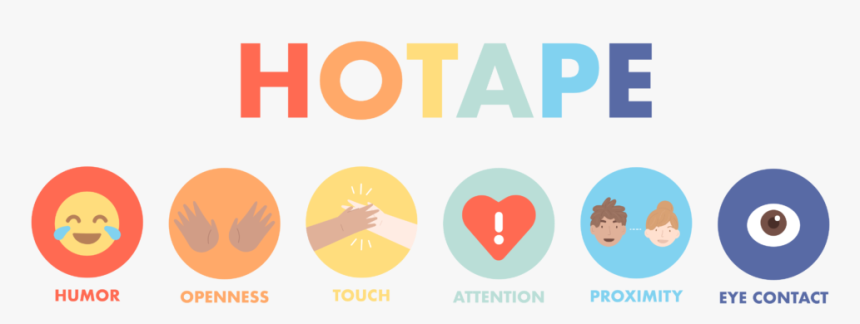 HOTAPE
HUMOR
OPENNESS
TOUCH
ATTENTION
PROXIMITY
EYE CONTACT